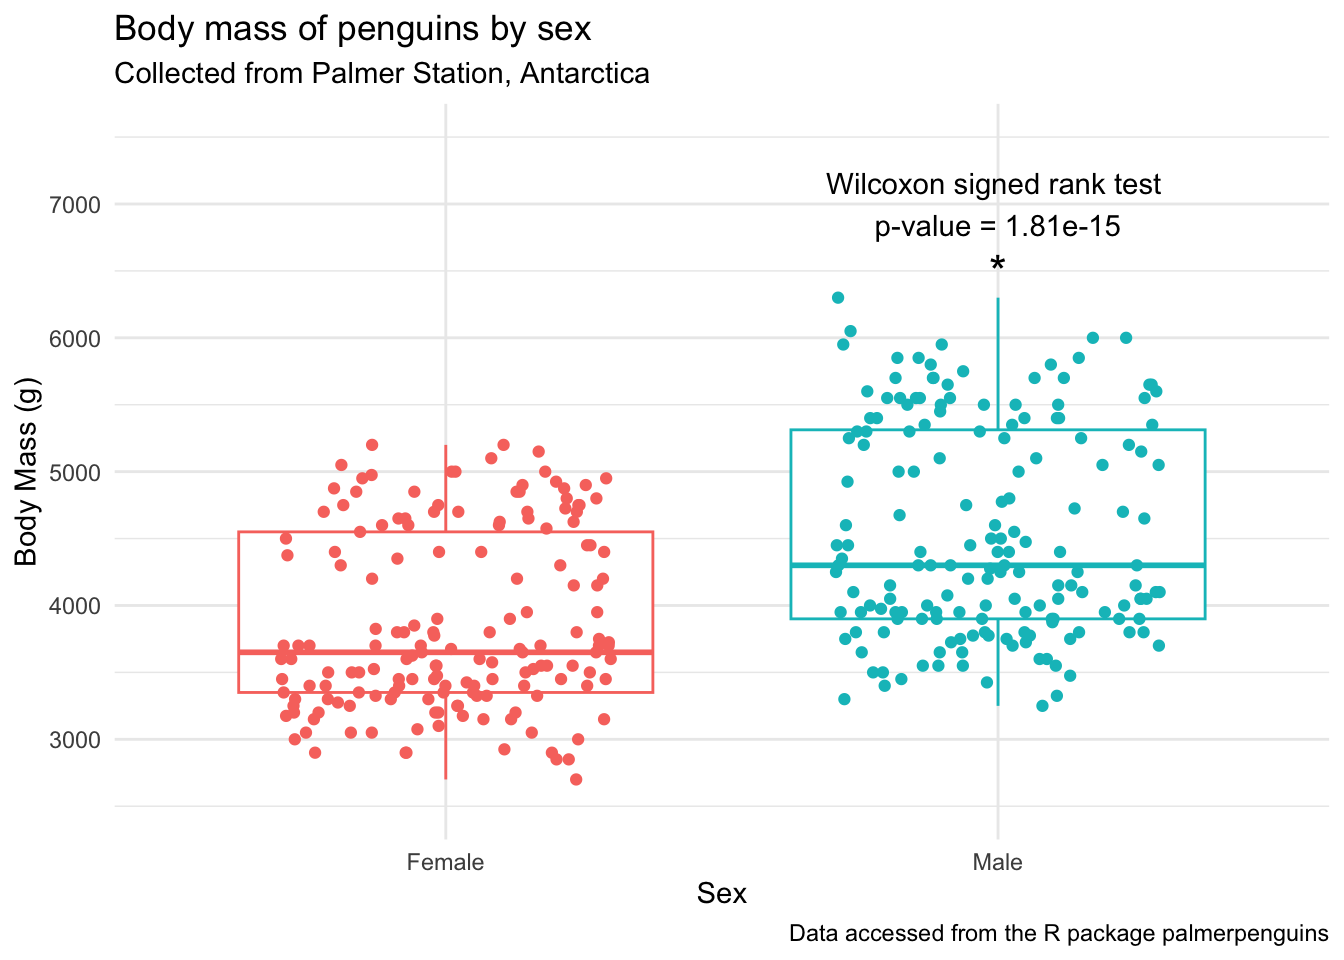 Body mass of penguins by sex
Collected from Palmer Station, Antarctica
Wilcoxon signed rank test
p-value = 1.81e-15
*
7000
6000
5000
4000
3000
Body Mass (g)
Female
Male
Sex
Data accessed from the R package palmerpenguins